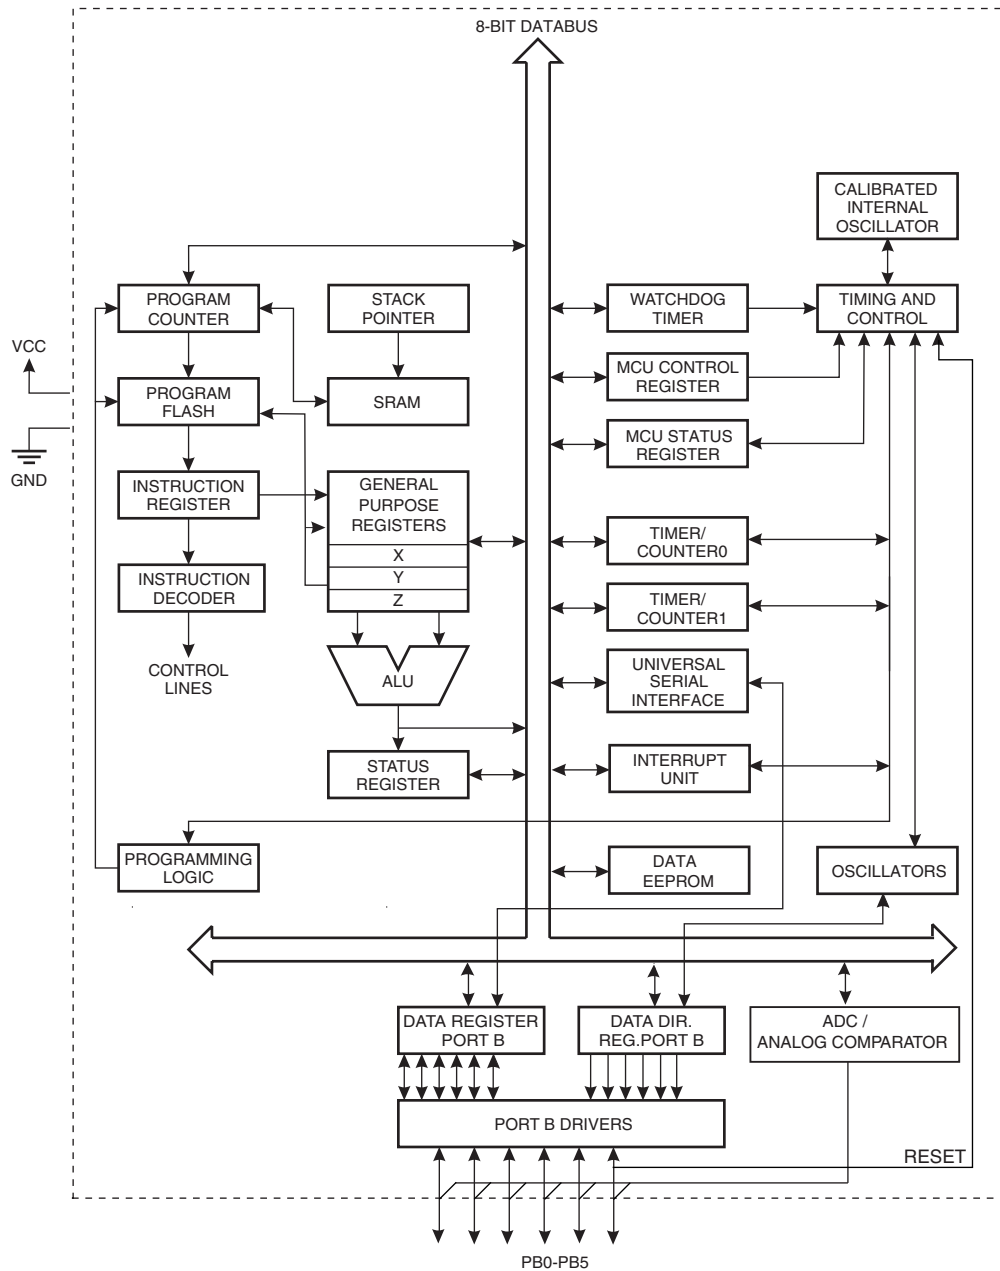 8-BIT DATABUS
CALIBRATED
INTERNAL
OSCILLATOR
PROGRAM
COUNTER
STACK
POINTER
WATCHDOG
TIMER
TIMING AND
CONTROL
VCC
GND
PROGRAM
FLASH
SRAM
MCU CONTROL
REGISTER
MCU STATUS
REGISTER
INSTRUCTION
REGISTER
GENERAL
PURPOSE
REGISTERS
X
Y
Z
TIMER/
COUNTER0
INSTRUCTION
DECODER
TIMER/
COUNTER1
CONTROL
LINES
ALU
UNIVERSAL
SERIAL
INTERFACE
STATUS
REGISTER
INTERRUPT
UNIT
PROGRAMMING
LOGIC
DATA
EEPROM
OSCILLATORS
DATA REGISTER
PORT B
DATA DIR.
REG.PORT B
ADC /
ANALOG COMPARATOR
PORT B DRIVERS
RESET
PB0-PB5